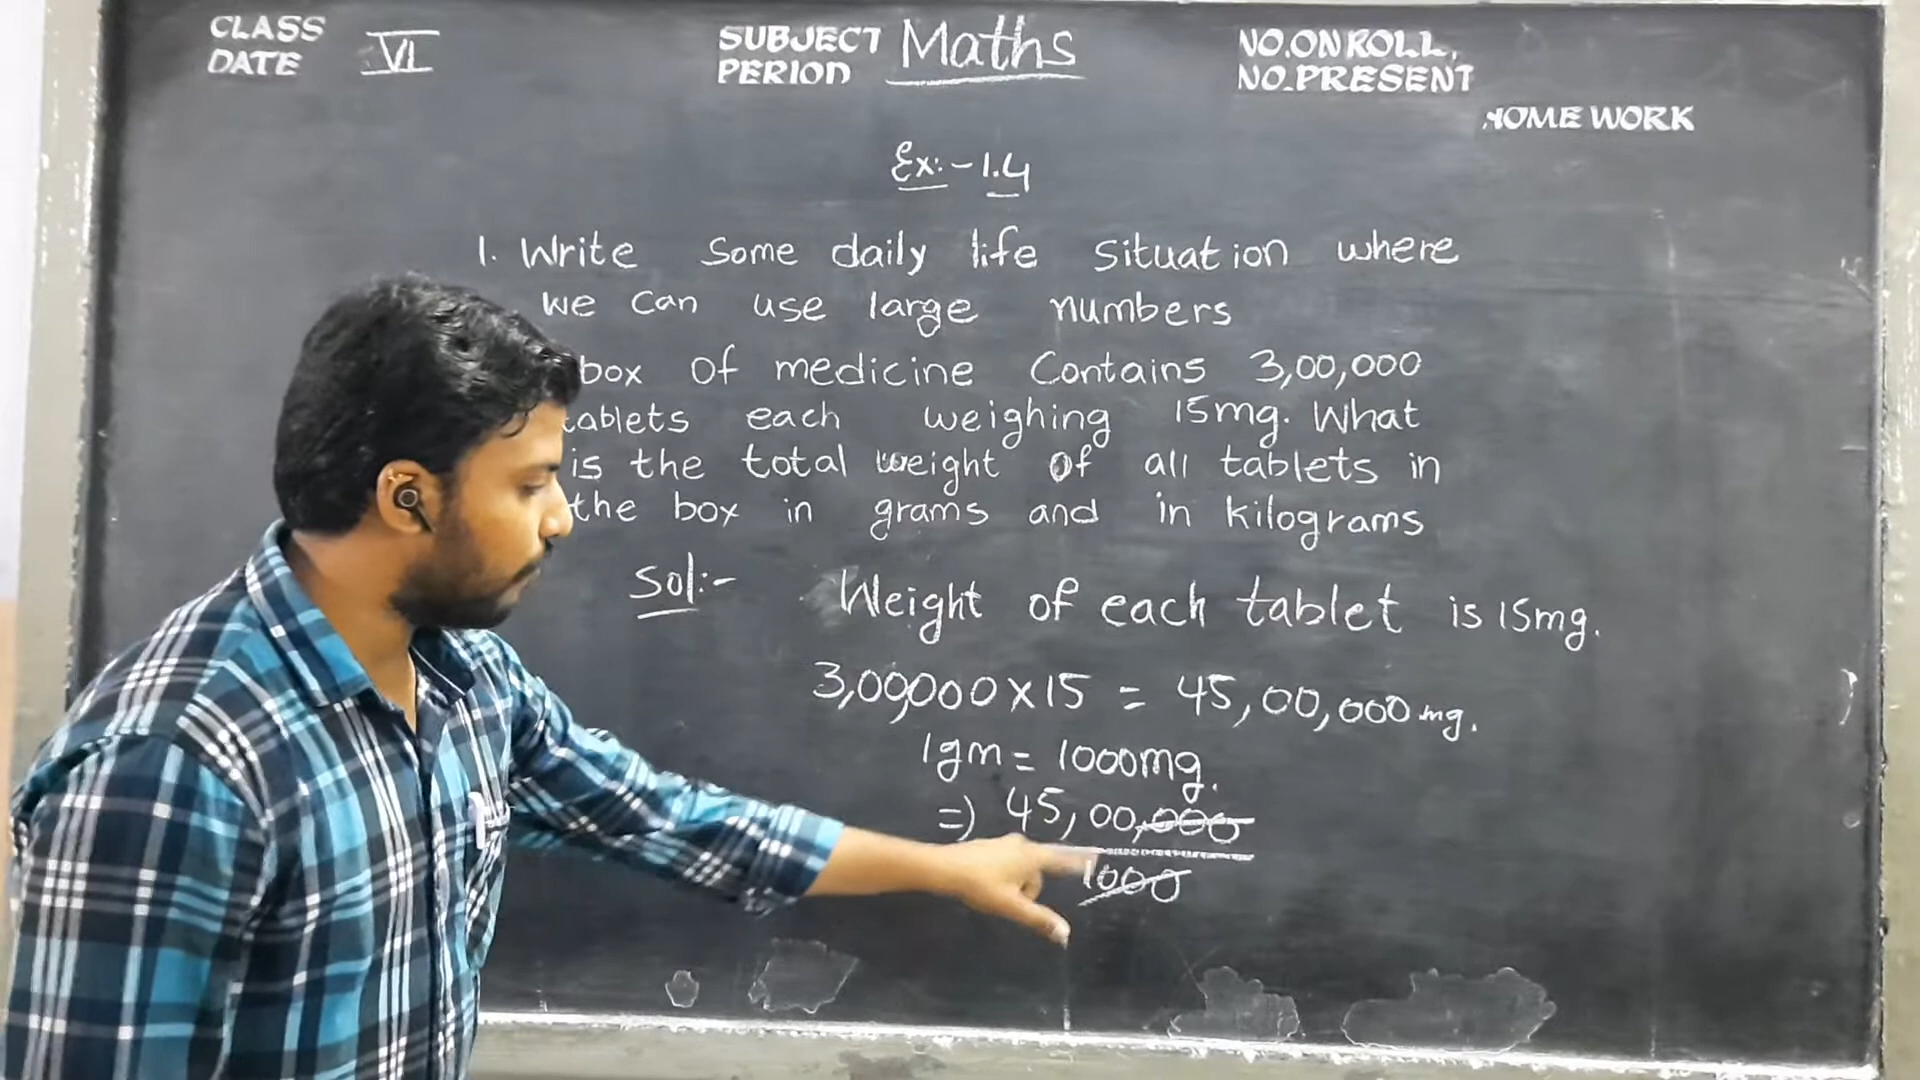 CLASS
DATE
VI
SUBJECT
PERIOD
Maths
NO.ON ROLL.
NO.PRESENT
HOME WORK
Ex:-1.4
1. Write Some daily life Situation where
we can use large numbers
box of medicine Contains 3,00,000
tablets each weighing 15mg. What
is the total weight of all tablets in
the box in grams and in kilograms
Sol:- Weight of each tablet is 15mg.
3,00,000 x 15 = 45,00,000 mg.
1gm = 1000mg.
=) 45,00,000
1000